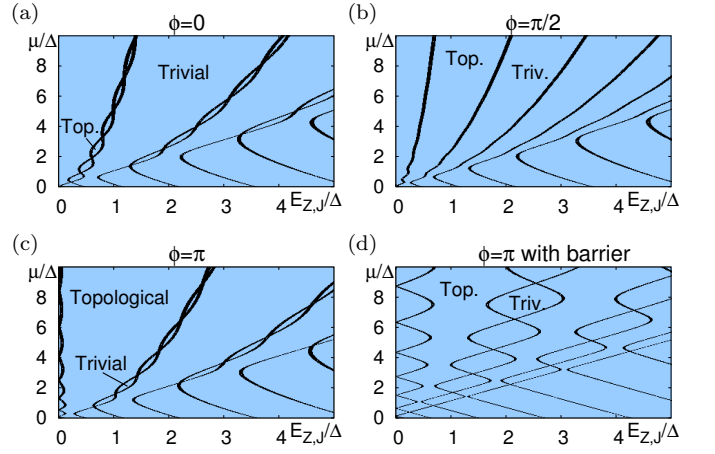 (a) ϕ=0
μ/Δ
8
6
4
2
0
Trivial
Top.
0 1 2 3 4 E_{Z,J}/Δ
(b) ϕ=π/2
μ/Δ
8
6
4
2
0
Top.
Triv.
0 1 2 3 4 E_{Z,J}/Δ
(c) ϕ=π
μ/Δ
8
6
4
2
0
Topological
Trivial
0 1 2 3 4 E_{Z,J}/Δ
(d) ϕ=π with barrier
μ/Δ
8
6
4
2
0
Top.
Triv.
0 1 2 3 4 E_{Z,J}/Δ